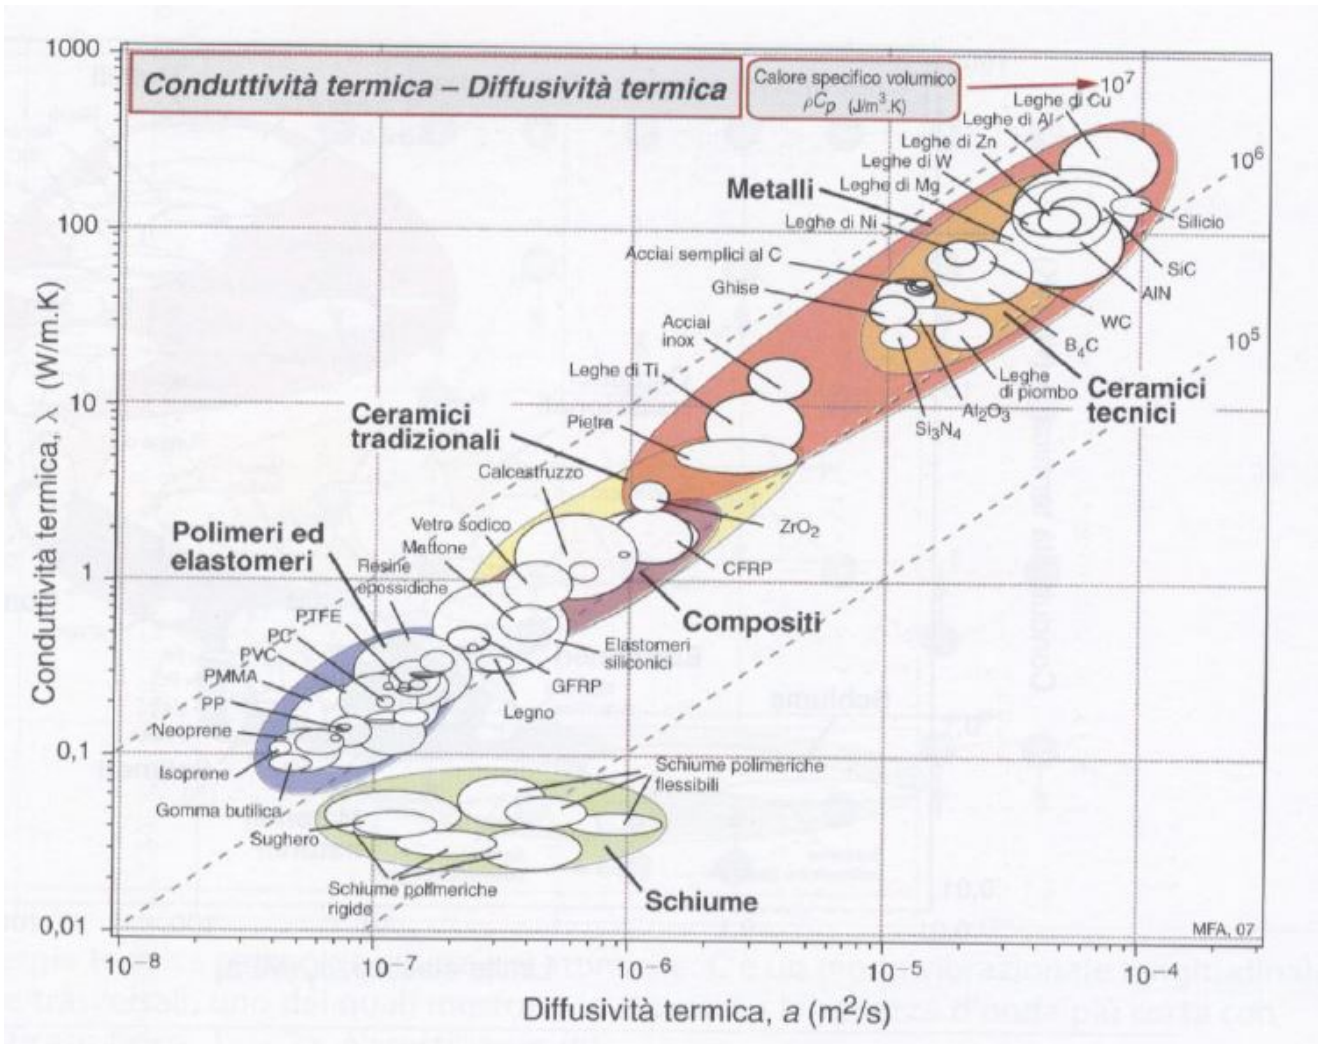 Conduttività termica – Diffusività termica
Calore specifico volumico
ρCp (J/m³.K)
10⁷
10⁶
10⁵
1000
100
10
1
0,1
0,01
Conduttività termica, λ (W/m.K)
Leghe di Cu
Leghe di Al
Leghe di Zn
Leghe di W
Metalli
Leghe di Mg
Leghe di Ni
Acciai semplici al C
Ghise
Acciai
inox
Leghe di Ti
Pietra
Silicio
SiC
AlN
WC
B₄C
Leghe
di piombo
Al₂O₃
Si₃N₄
Ceramici
tecnici
Ceramici
tradizionali
Calcestruzzo
Vetro sodico
Mattone
ZrO₂
CFRP
Compositi
Polimeri ed
elastomeri
Resine
epossidiche
PTFE
PC
PVC
PMMA
PP
Neoprene
Isoprene
Gomma butilica
Elastomeri
siliconici
GFRP
Legno
Sughero
Schiume polimeriche
flessibili
Schiume polimeriche
rigide
Schiume
MFA, 07
10⁻⁸
10⁻⁷
10⁻⁶
10⁻⁵
10⁻⁴
Diffusività termica, a (m²/s)